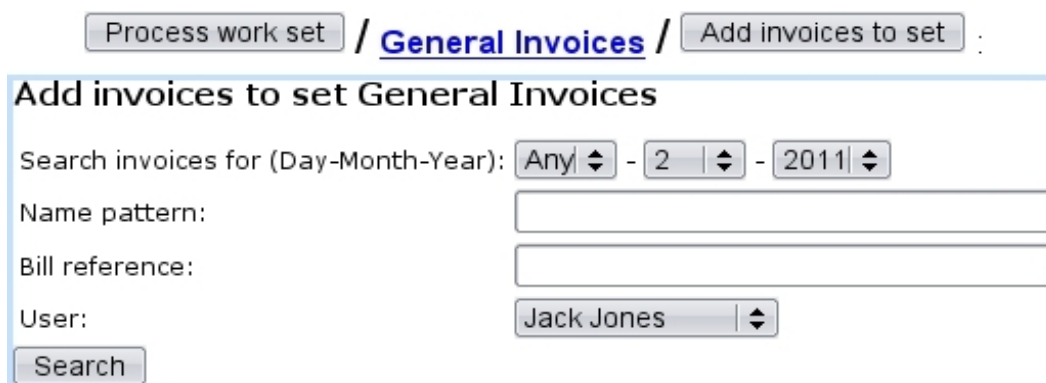 Process work set / General Invoices / Add invoices to set :
Add invoices to set General Invoices
Search invoices for (Day-Month-Year): Any - 2 - 2011
Name pattern:
Bill reference:
User: Jack Jones
Search